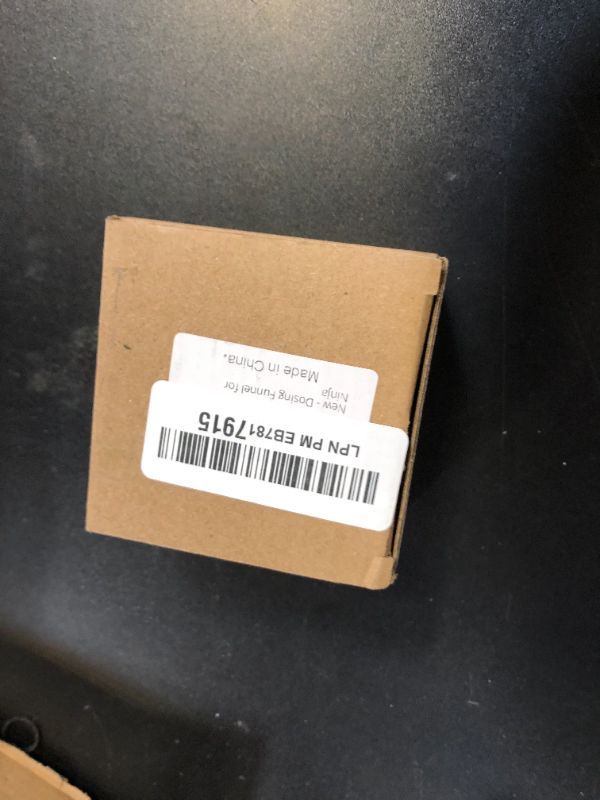 LPN PM EB7817915
New - Dosing Funnel for
Ninja
Made in China.